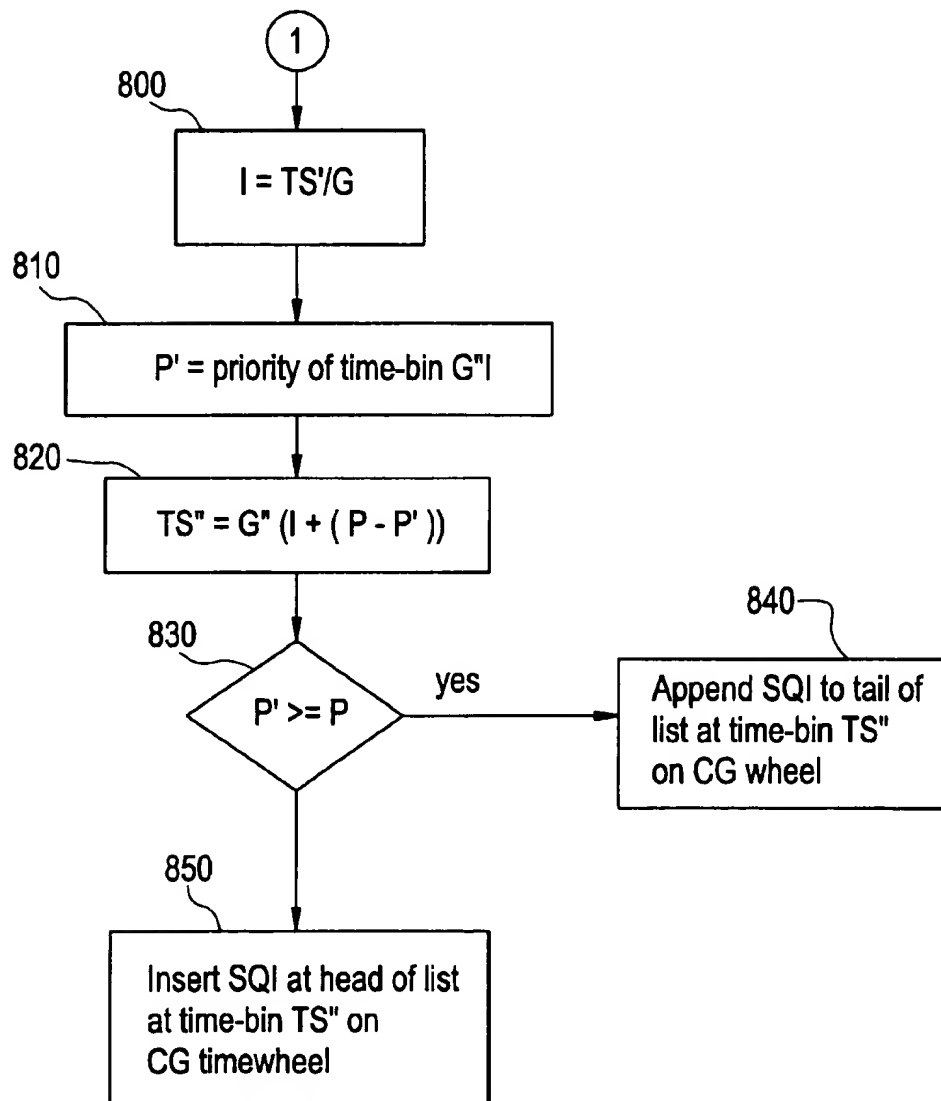 1
800
I = TS'/G
810
P' = priority of time-bin G"I
820
TS" = G" (I + ( P - P' ))
830
P' >= P
yes
840
Append SQI to tail of
list at time-bin TS"
on CG wheel
850
Insert SQI at head of list
at time-bin TS" on
CG timewheel